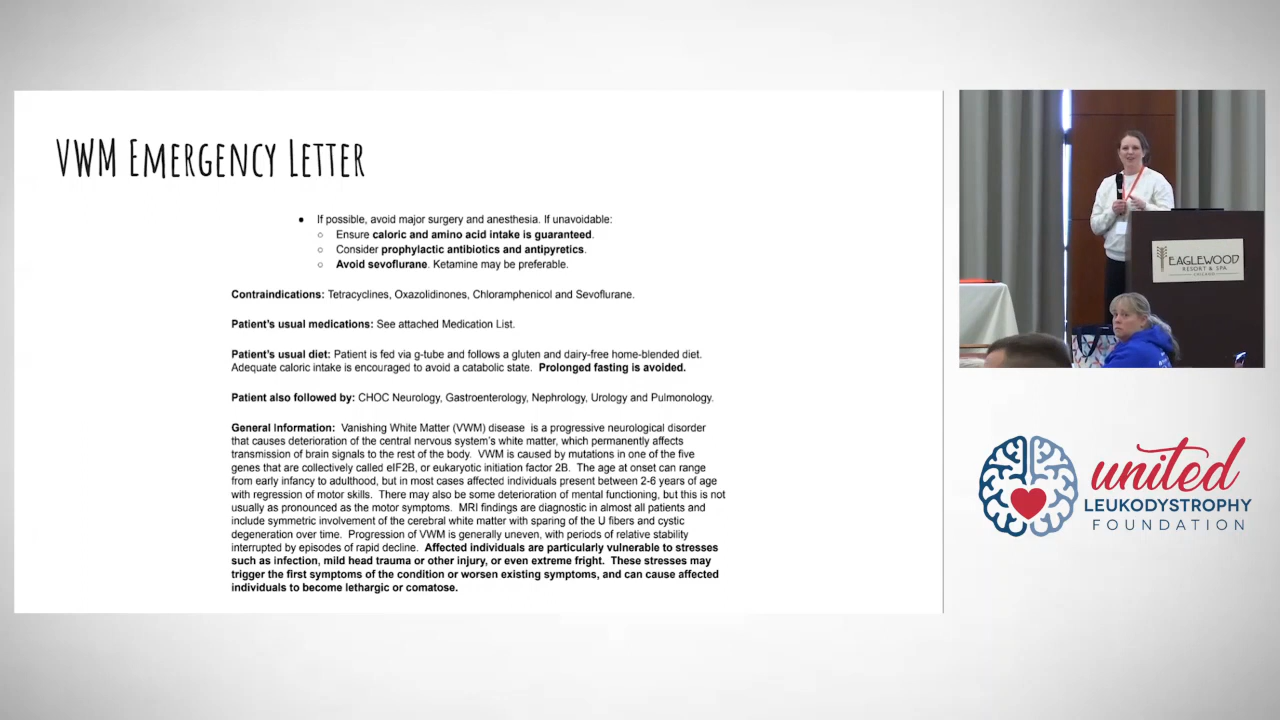 VWM Emergency Letter
● If possible, avoid major surgery and anesthesia. If unavoidable:
○ Ensure caloric and amino acid intake is guaranteed.
○ Consider prophylactic antibiotics and antipyretics.
○ Avoid sevoflurane. Ketamine may be preferable.
Contraindications: Tetracyclines, Oxazolidinones, Chloramphenicol and Sevoflurane.
Patient's usual medications: See attached Medication List.
Patient's usual diet: Patient is fed via g-tube and follows a gluten and dairy-free home-blended diet.
Adequate caloric intake is encouraged to avoid a catabolic state. Prolonged fasting is avoided.
Patient also followed by: CHOC Neurology, Gastroenterology, Nephrology, Urology and Pulmonology.
General Information: Vanishing White Matter (VWM) disease is a progressive neurological disorder
that causes deterioration of the central nervous system's white matter, which permanently affects
transmission of brain signals to the rest of the body. VWM is caused by mutations in one of the five
genes that are collectively called eIF2B, or eukaryotic initiation factor 2B. The age at onset can range
from early infancy to adulthood, but in most cases affected individuals present between 2-6 years of age
with regression of motor skills. There may also be some deterioration of mental functioning, but this is not
usually as pronounced as the motor symptoms. MRI findings are diagnostic in almost all patients and
include symmetric involvement of the cerebral white matter with sparing of the U fibers and cystic
degeneration over time. Progression of VWM is generally uneven, with periods of relative stability
interrupted by episodes of rapid decline. Affected individuals are particularly vulnerable to stresses
such as infection, mild head trauma or other injury, or even extreme fright. These stresses may
trigger the first symptoms of the condition or worsen existing symptoms, and can cause affected
individuals to become lethargic or comatose.
EAGLEWOOD
RESORT & SPA
CHICAGO
united
LEUKODYSTROPHY
FOUNDATION